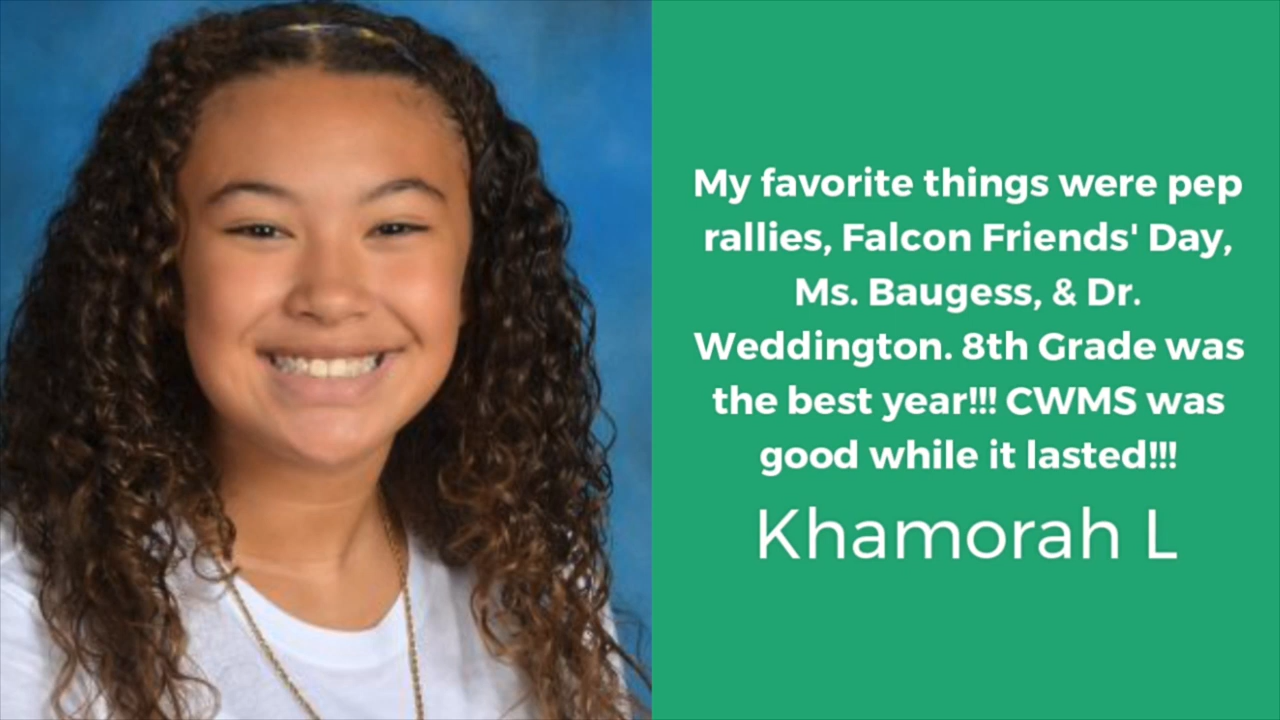 My favorite things were pep
rallies, Falcon Friends' Day,
Ms. Baugess, & Dr.
Weddington. 8th Grade was
the best year!!! CWMS was
good while it lasted!!!
Khamorah L